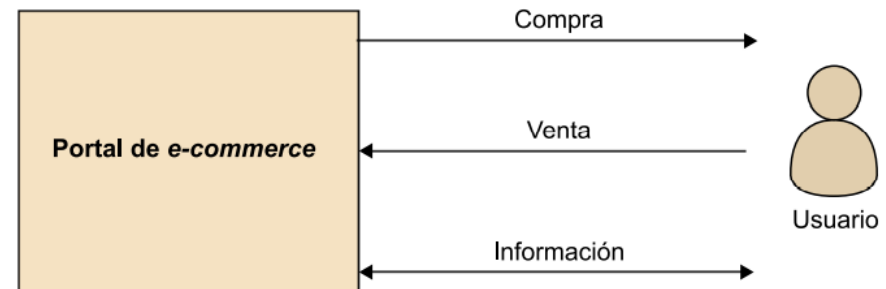 Compra
Portal de e-commerce
Venta
Usuario
Información